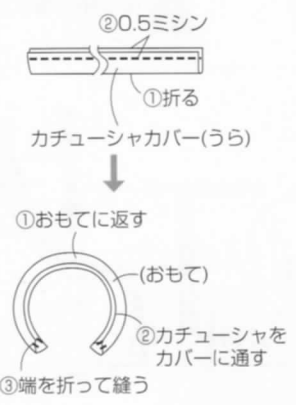 ②0.5ミシン
①折る
カチューシャカバー(うら)
①おもてに返す
(おもて)
②カチューシャを
カバーに通す
③端を折って縫う